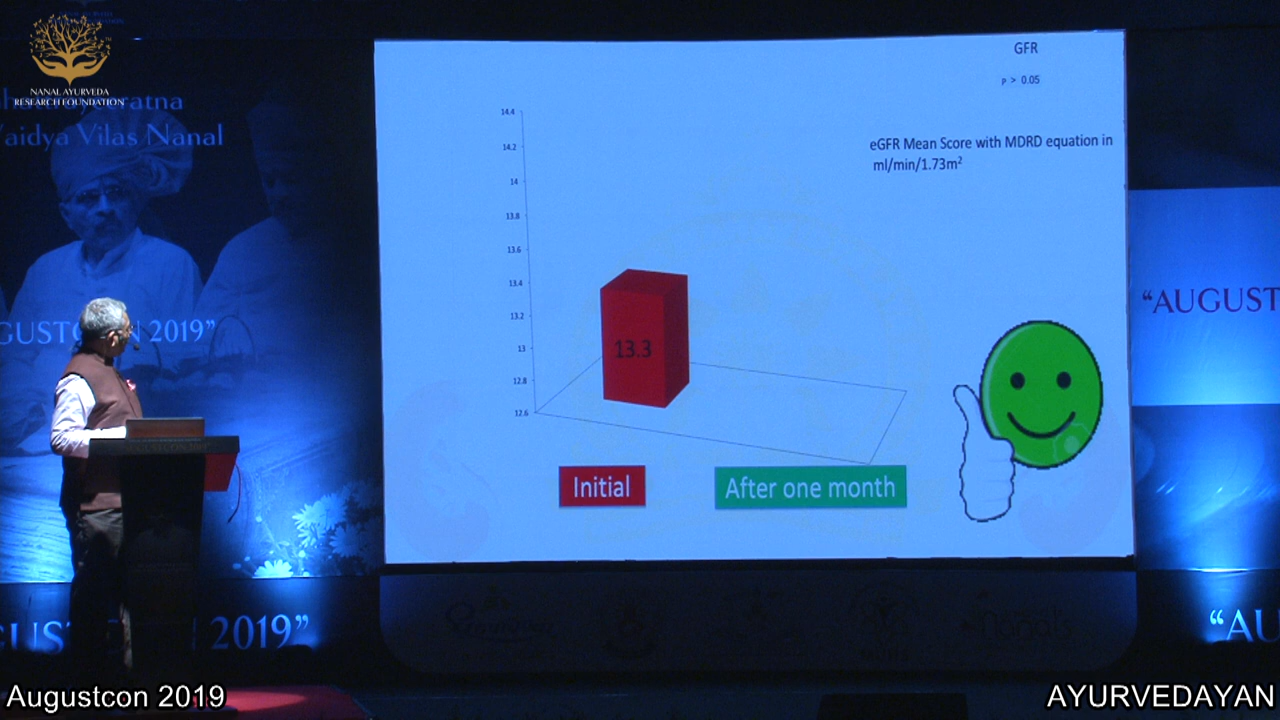 NANAL AYURVEDA
RESEARCH FOUNDATION
Vaidya Vilas Nanal
GUSTCON 2019”
GFR
P > 0.05
eGFR Mean Score with MDRD equation in
ml/min/1.73m²
14.4
14.2
14
13.8
13.6
13.4
13.2
13
12.8
12.6
13.3
Initial
After one month
“AUGUST
2019”
“AU
Augustcon 2019
AYURVEDAYAN